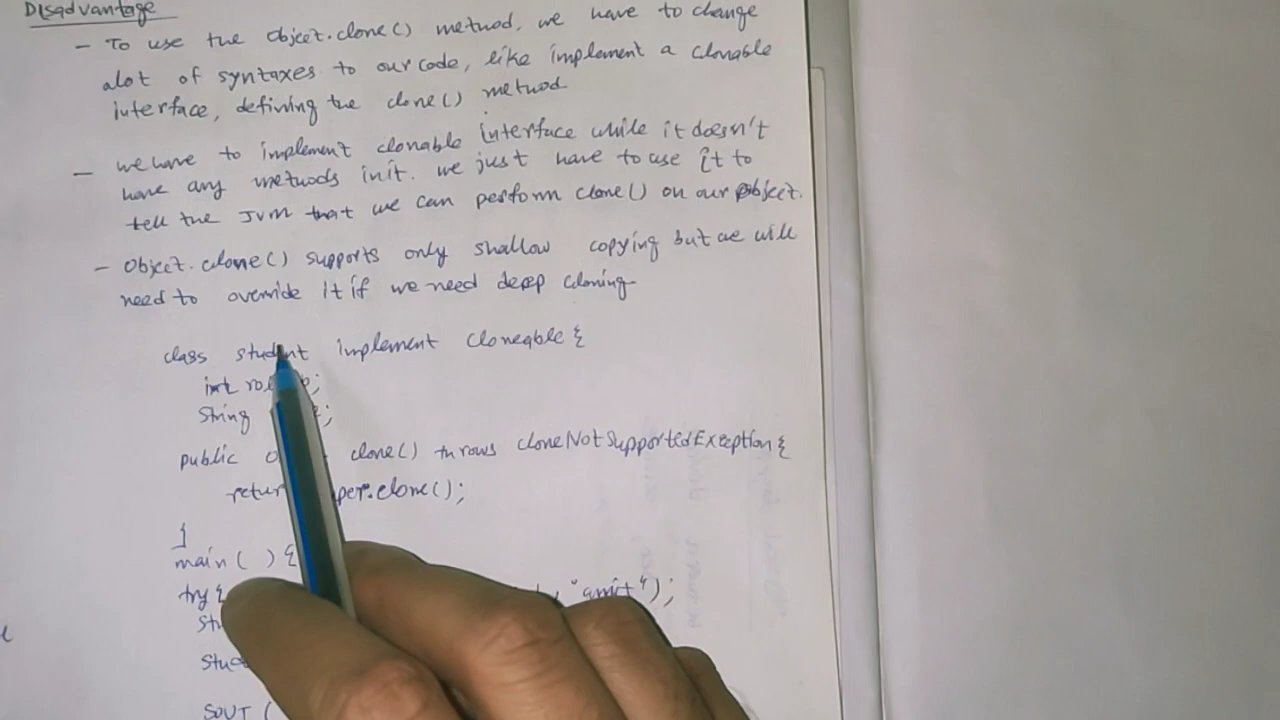 Disadvantage
- To use the Object.clone() method, we have to change
alot of syntaxes to our code, like implement a Clonable
interface, defining the clone() method
- we have to implement clonable interface while it doesn't
have any methods in it. we just have to use it to
tell the JVM that we can perform clone() on our object.
- Object.clone() supports only shallow copying but we will
need to override it if we need deep cloning
class student implement Cloneable {
int
String
public clone() throws cloneNotSupportedException {
clone();
}
main( ) {
try { "amit");
SOUT (